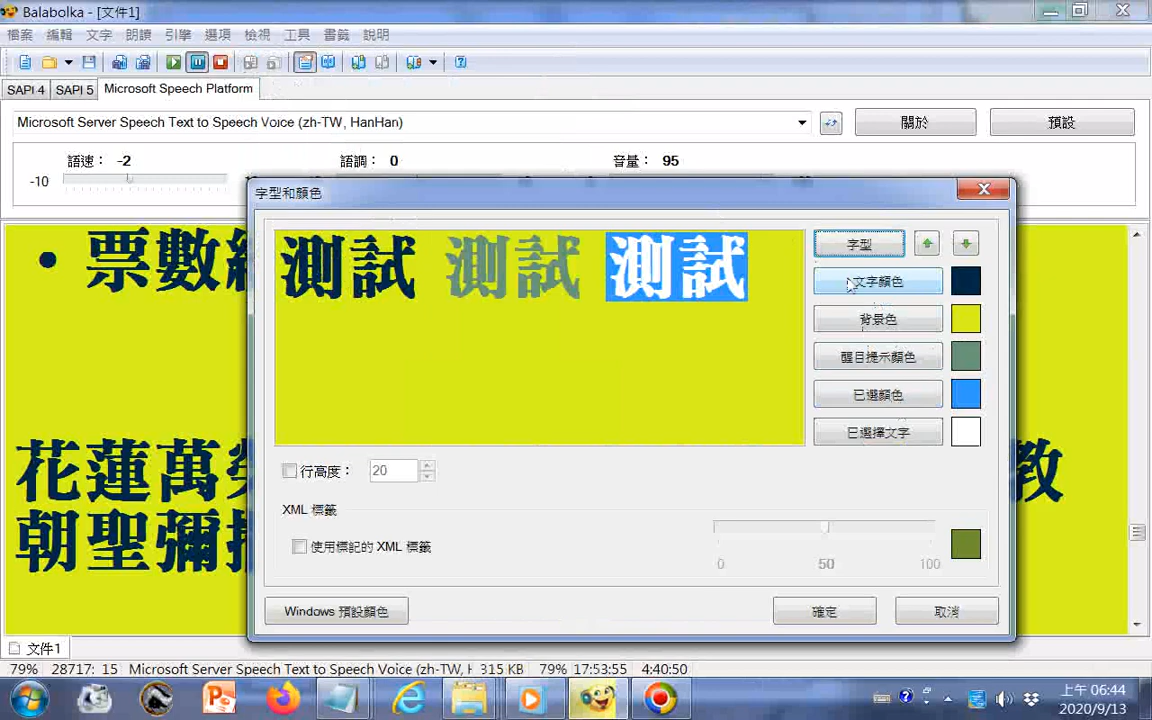 Balabolka - [文件1]
檔案 編輯 文字 朗讀 引擎 選項 檢視 工具 書籤 說明
SAPI 4 SAPI 5 Microsoft Speech Platform
Microsoft Server Speech Text to Speech Voice (zh-TW, HanHan) 關於 預設
語速： -2 語調： 0 音量： 95
-10
字型和顏色
• 票數
測試 測試 測試
字型
文字顏色
背景色
醒目提示顏色
已選顏色
已選擇文字
花蓮萬 教
朝聖彌
行高度： 20
XML 標籤
使用標記的 XML 標籤
0 50 100
Windows 預設顏色 確定 取消
文件1
79% 28717: 15 Microsoft Server Speech Text to Speech Voice (zh-TW, H 315 KB 79% 17:53:55 4:40:50
上午 06:44
2020/9/13